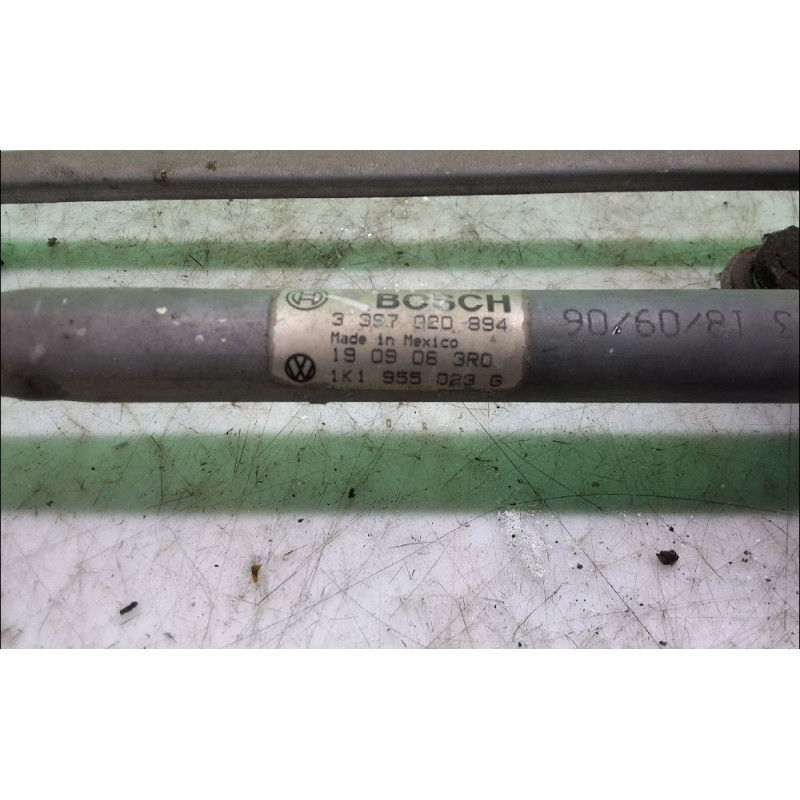 BOSCH
3 397 020 894
Made in Mexico
19 09 06 3R0
1K1 955 023 G
3 18/09/06